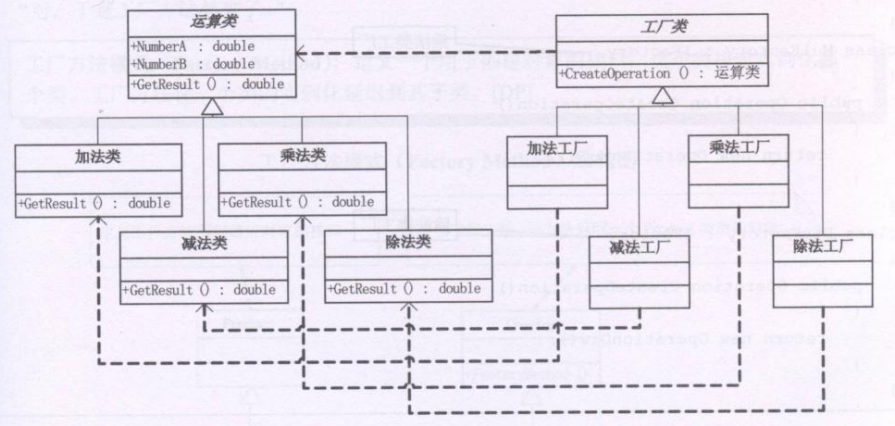 运算类
+NumberA : double
+NumberB : double
+GetResult () : double
工厂类
+CreateOperation () : 运算类
加法类
+GetResult () : double
乘法类
+GetResult () : double
加法工厂
乘法工厂
减法类
+GetResult () : double
除法类
+GetResult () : double
减法工厂
除法工厂